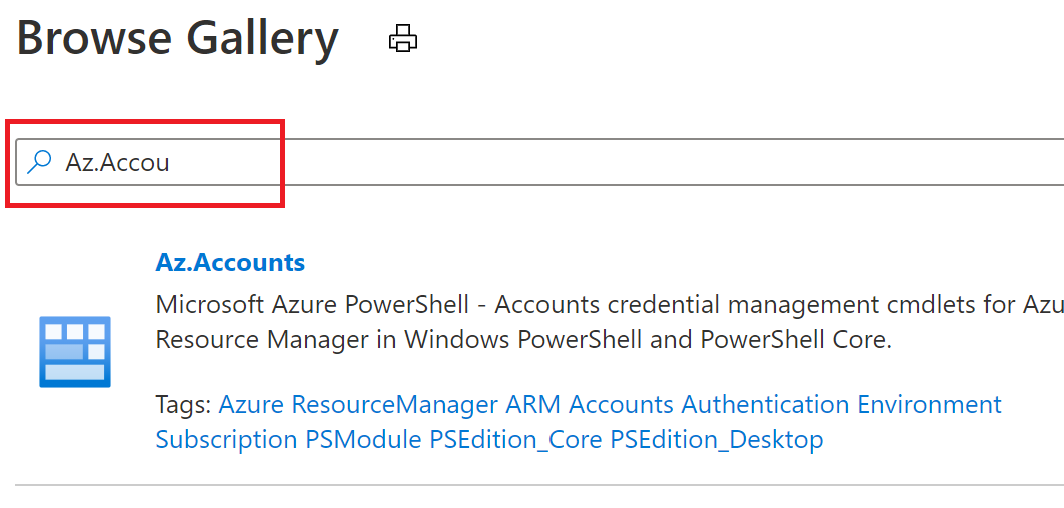 Browse Gallery
Az.Accou
Az.Accounts
Microsoft Azure PowerShell - Accounts credential management cmdlets for Azu
Resource Manager in Windows PowerShell and PowerShell Core.
Tags: Azure ResourceManager ARM Accounts Authentication Environment
Subscription PSModule PSEdition_Core PSEdition_Desktop